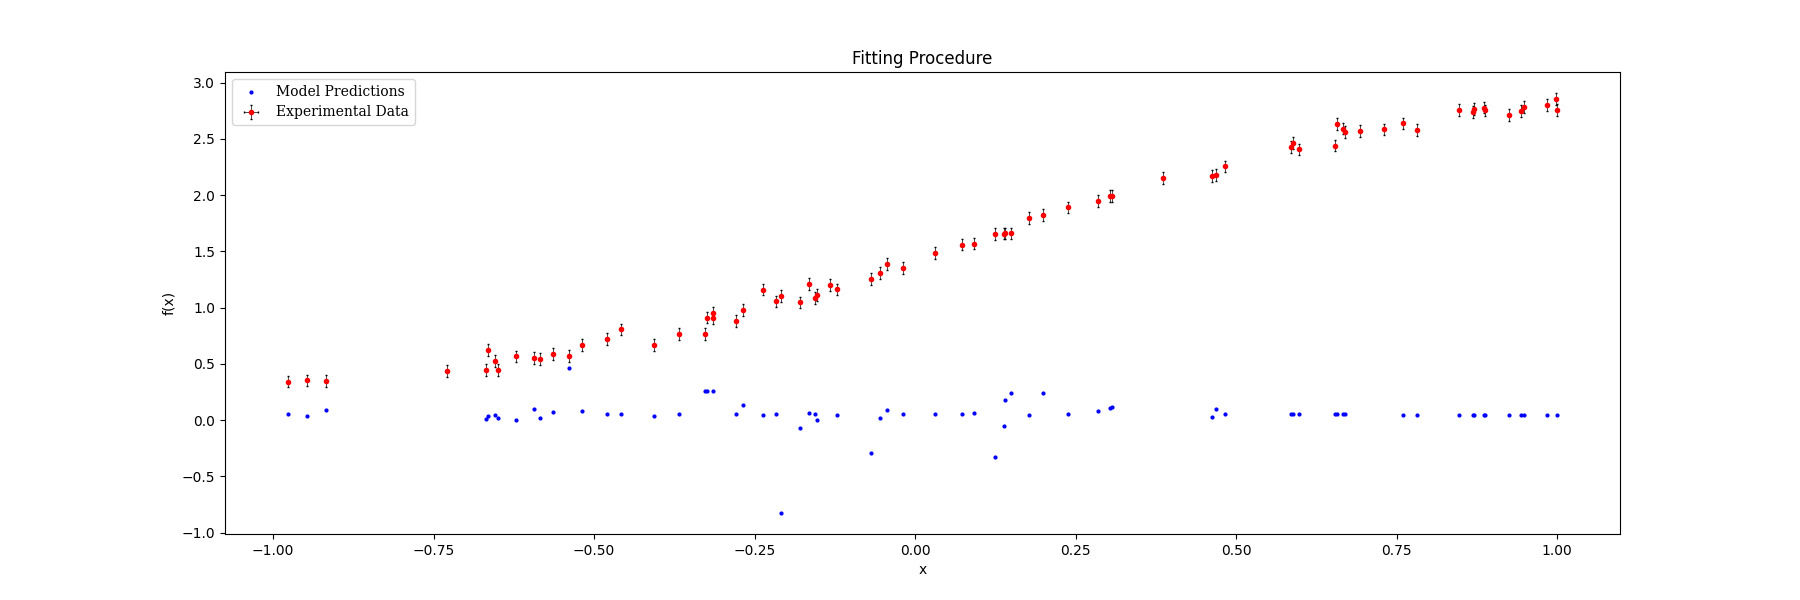 Fitting Procedure
3.0
2.5
2.0
1.5
1.0
0.5
0.0
−0.5
−1.0
f(x)
Model Predictions
Experimental Data
−1.00 −0.75 −0.50 −0.25 0.00 0.25 0.50 0.75 1.00
x